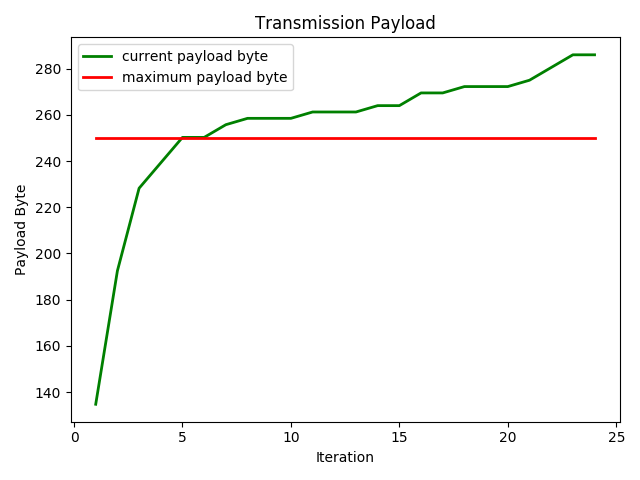 Transmission Payload
current payload byte
maximum payload byte
Payload Byte
280
260
240
220
200
180
160
140
0 5 10 15 20 25
Iteration